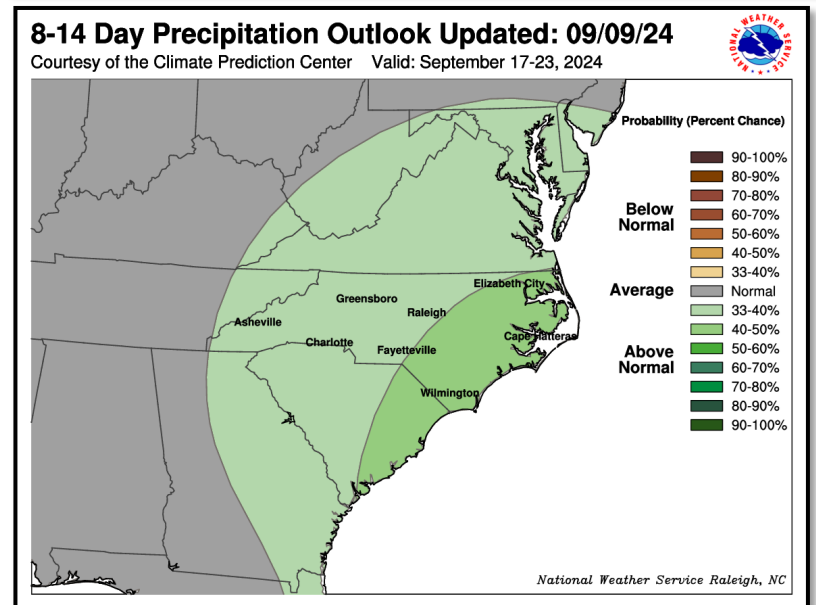 8-14 Day Precipitation Outlook Updated: 09/09/24
Courtesy of the Climate Prediction Center Valid: September 17-23, 2024
NATIONAL WEATHER SERVICE
Probability (Percent Chance)
Below
Normal
Average
Above
Normal
90-100%
80-90%
70-80%
60-70%
50-60%
40-50%
33-40%
Normal
33-40%
40-50%
50-60%
60-70%
70-80%
80-90%
90-100%
Elizabeth City
Greensboro
Raleigh
Asheville
Cape Hatteras
Charlotte
Fayetteville
Wilmington
National Weather Service Raleigh, NC